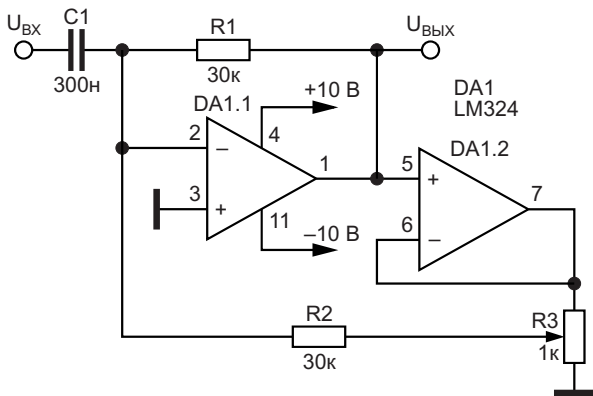 C1
R1
UВХ
UВЫХ
300н
30к
+10 В
DA1
LM324
DA1.1
DA1.2
2
–
4
1
5
+
7
3
+
11
6
–
–10 В
R2
R3
30к
1к